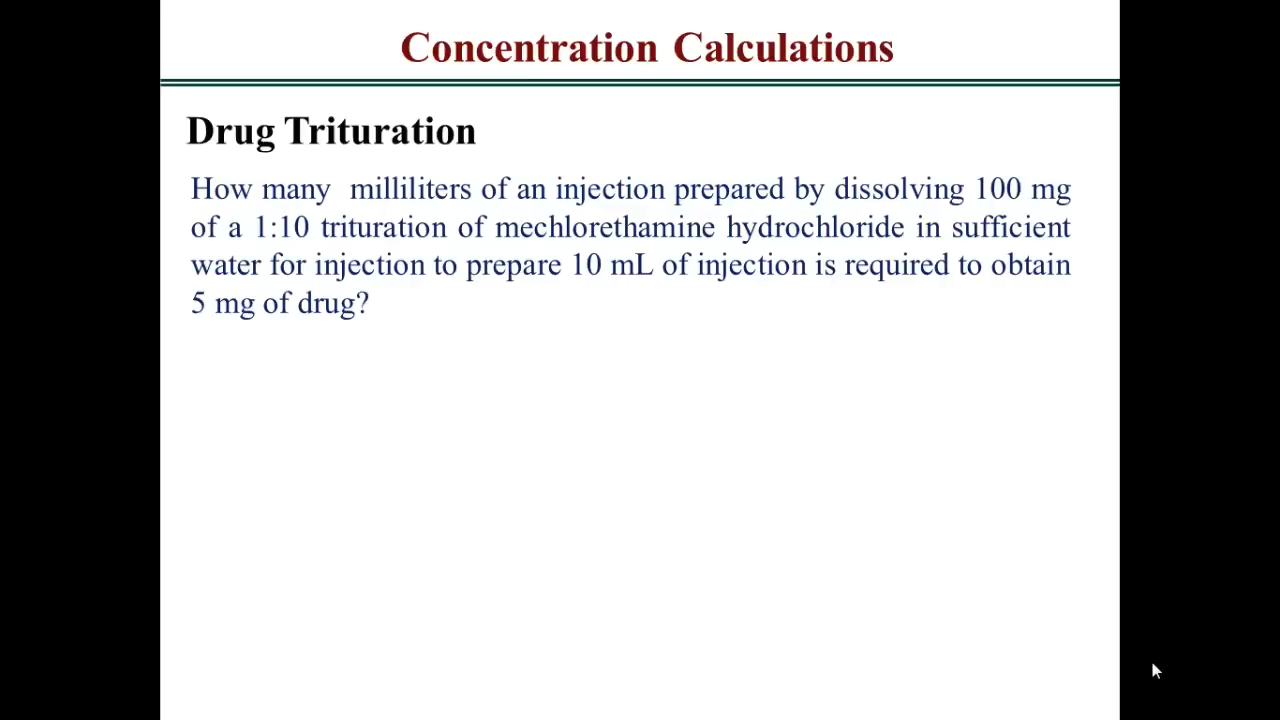 Concentration Calculations
Drug Trituration
How many milliliters of an injection prepared by dissolving 100 mg
of a 1:10 trituration of mechlorethamine hydrochloride in sufficient
water for injection to prepare 10 mL of injection is required to obtain
5 mg of drug?